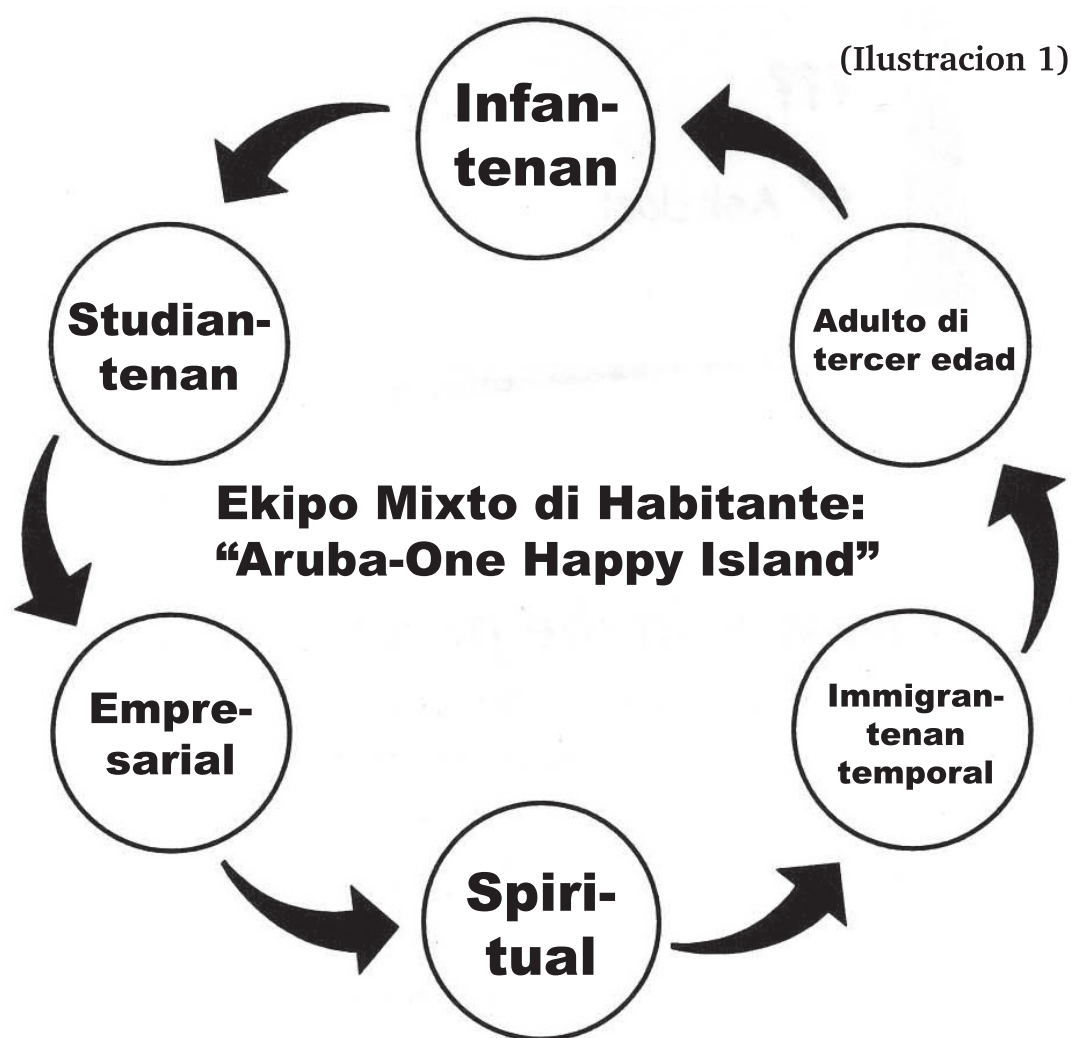 (Ilustracion 1)
Infan-
tenan
Studian-
tenan
Empre-
sarial
Spiri-
tual
Immigran-
tenan
temporal
Adulto di
tercer edad
Ekipo Mixto di Habitante:
“Aruba-One Happy Island”